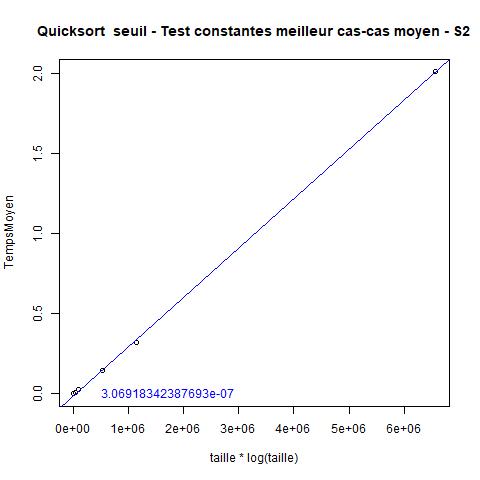 Quicksort  seuil - Test constantes meilleur cas-cas moyen - S2
TempsMoyen
2.0
1.5
1.0
0.5
0.0
3.06918342387693e-07
0e+00 1e+06 2e+06 3e+06 4e+06 5e+06 6e+06
taille * log(taille)